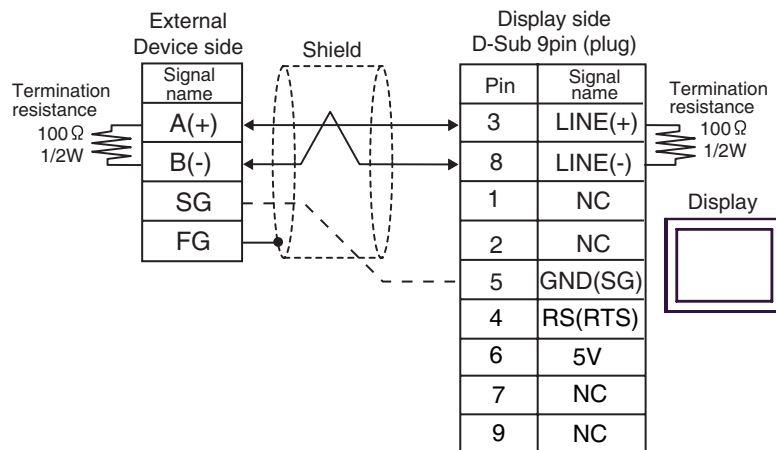 External
Device side
Shield
Display side
D-Sub 9pin (plug)
Termination
resistance
100Ω
1/2W
Signal
name
A(+)
B(-)
SG
FG
Pin
Signal
name
3
LINE(+)
8
LINE(-)
1
NC
2
NC
5
GND(SG)
4
RS(RTS)
6
5V
7
NC
9
NC
Termination
resistance
100Ω
1/2W
Display